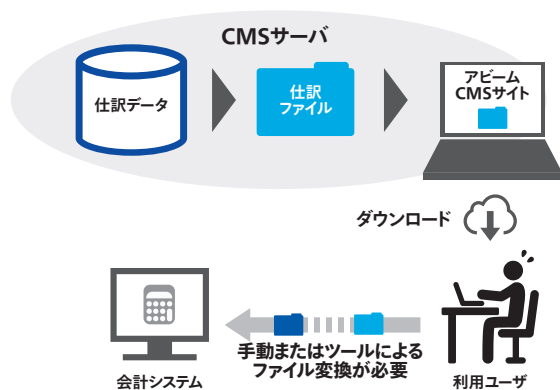 CMSサーバ
仕訳データ
仕訳
ファイル
アビーム
CMSサイト
ダウンロード
手動またはツールによる
ファイル変換が必要
会計システム
利用ユーザ